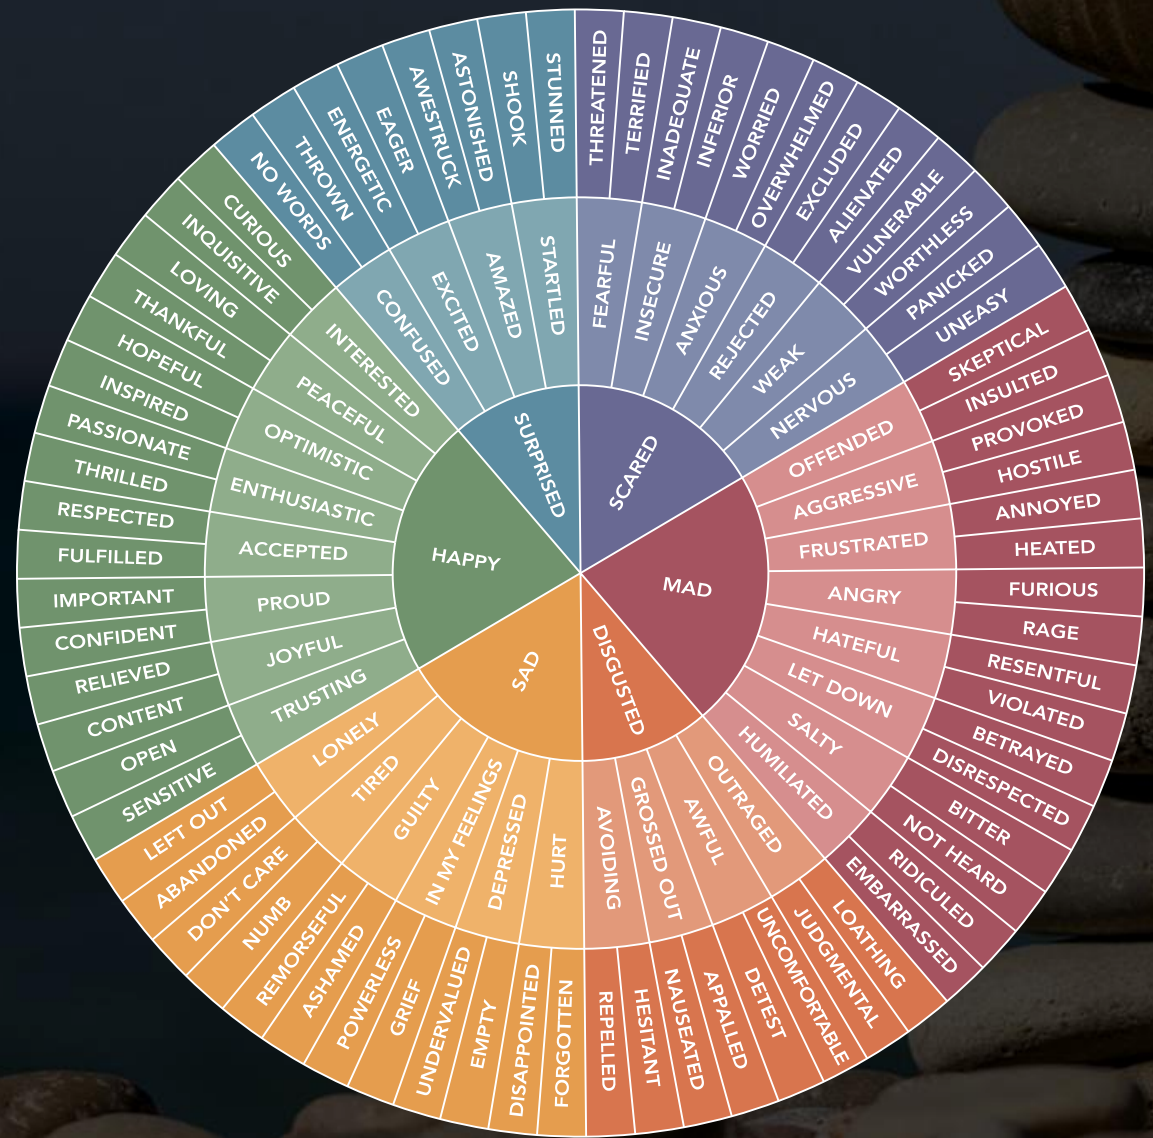 SURPRISED
SCARED
MAD
DISGUSTED
SAD
HAPPY
STARTLED
FEARFUL
INSECURE
ANXIOUS
REJECTED
WEAK
NERVOUS
OFFENDED
AGGRESSIVE
FRUSTRATED
ANGRY
HATEFUL
LET DOWN
SALTY
HUMILIATED
OUTRAGED
AWFUL
GROSSED OUT
AVOIDING
HURT
DEPRESSED
IN MY FEELINGS
GUILTY
TIRED
LONELY
TRUSTING
JOYFUL
PROUD
ACCEPTED
ENTHUSIASTIC
OPTIMISTIC
PEACEFUL
INTERESTED
CONFUSED
EXCITED
AMAZED
STUNNED
THREATENED
TERRIFIED
INADEQUATE
INFERIOR
WORRIED
OVERWHELMED
EXCLUDED
ALIENATED
VULNERABLE
WORTHLESS
PANICKED
UNEASY
SKEPTICAL
INSULTED
PROVOKED
HOSTILE
ANNOYED
HEATED
FURIOUS
RAGE
RESENTFUL
VIOLATED
BETRAYED
DISRESPECTED
BITTER
NOT HEARD
RIDICULED
EMBARRASSED
LOATHING
JUDGMENTAL
UNCOMFORTABLE
DETEST
APPALLED
NAUSEATED
HESITANT
REPELLED
FORGOTTEN
DISAPPOINTED
EMPTY
UNDERVALUED
GRIEF
POWERLESS
ASHAMED
REMORSEFUL
NUMB
DON'T CARE
ABANDONED
LEFT OUT
SENSITIVE
OPEN
CONTENT
RELIEVED
CONFIDENT
IMPORTANT
FULFILLED
RESPECTED
THRILLED
PASSIONATE
INSPIRED
HOPEFUL
THANKFUL
LOVING
INQUISITIVE
CURIOUS
NO WORDS
THROWN
ENERGETIC
EAGER
AWESTRUCK
ASTONISHED
SHOOK